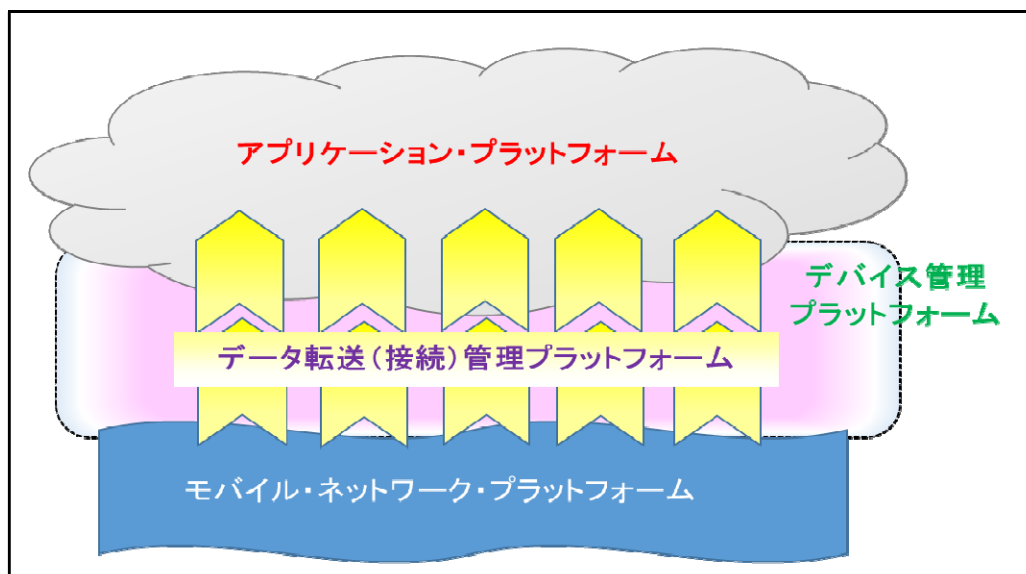 アプリケーション・プラットフォーム
デバイス管理
プラットフォーム
データ転送（接続）管理プラットフォーム
モバイル・ネットワーク・プラットフォーム